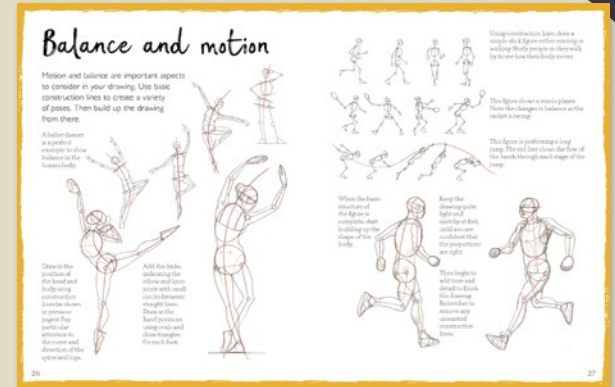 Balance and motion
Motion and balance are important aspects
to consider in your drawing. Use basic
construction lines to create a variety
of poses. Then build up the drawing
from there.
A ballet dancer
is a perfect
example to show
balance in the
human body.
Draw in the
position of
the head and
body using
construction
lines (as shown
in previous
pages). Pay
particular
attention to
the curve and
direction of the
spine and hips.
Add the limbs,
indicating the
elbow and knee
joints with small
circles between
straight lines.
Draw in the
hand positions
using ovals and
draw triangles
for each foot.
26
Using construction lines, draw a
simple stick figure either running or
walking. Study people as they walk
by to see how their body moves.
This figure shows a tennis player.
Note the changes in balance as the
racket is swung.
This figure is performing a long
jump. The red line shows the flow of
the hands through each stage of the
jump.
When the basic
structure of
the figure is
complete, start
building up the
shape of the
body.
Keep the
drawing quite
light and
sketchy at first,
until you are
confident that
the proportions
are right.
Then begin to
add tone and
detail to finish
the drawing.
Remember to
remove any
unwanted
construction
lines.
27